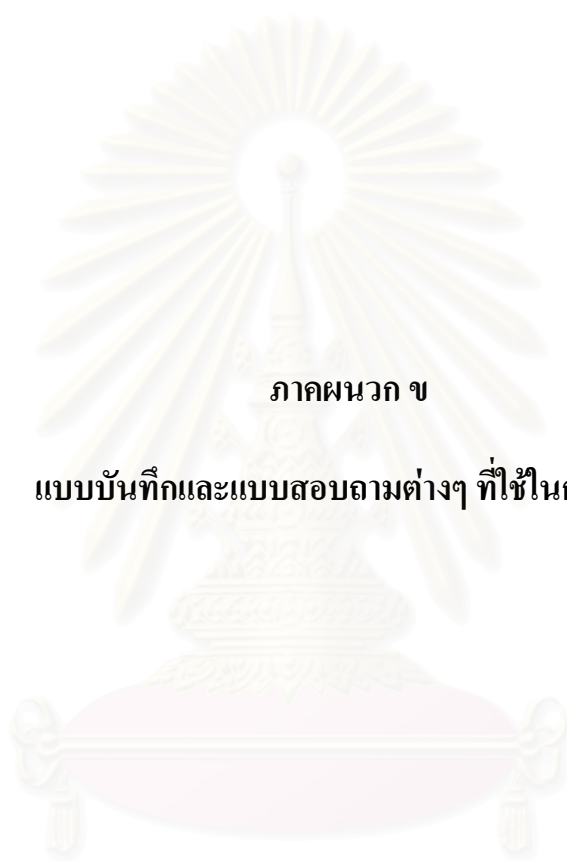 ภาคผนวก ข
แบบบันทึกและแบบสอบถามต่างๆ ที่ใช้ใน